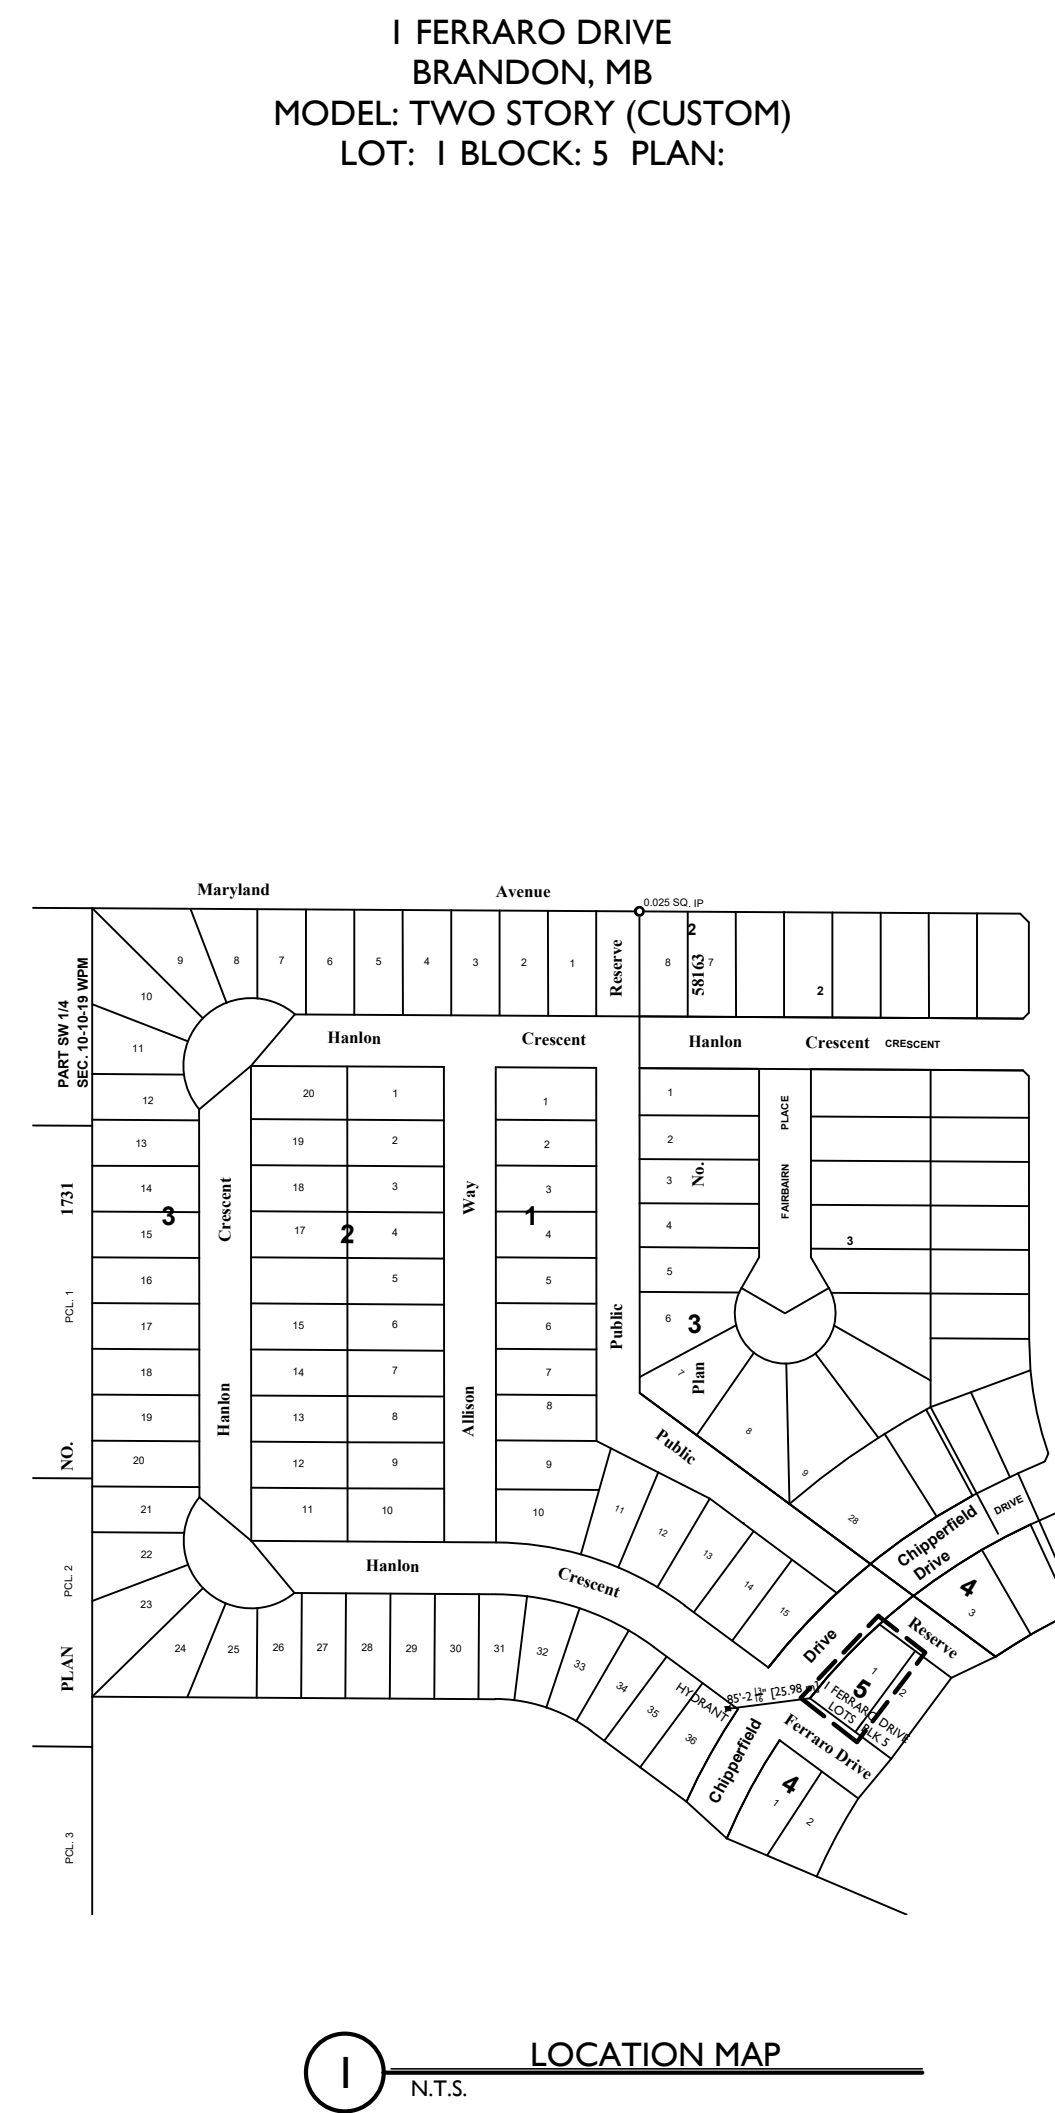 1 FERRARO DRIVE
BRANDON, MB
MODEL: TWO STORY (CUSTOM)
LOT: 1 BLOCK: 5 PLAN:
Maryland Avenue
0.025 SQ. IP
PART SW 1/4
SEC. 10-10-19 WPM
1731
PCL. 1
NO.
PCL. 2
PLAN
PCL. 3
9 8 7 6 5 4 3 2 1
Reserve
8
2
58163
7
2
10
11
12
13
14
3
15
16
17
18
19
20
21
22
23
24 25 26 27 28 29 30 31 32 33 34 35 36
Hanlon Crescent
Hanlon Crescent CRESCENT
Crescent
Hanlon
20 1
19 2
18 3
17 2 4
5
15 6
14 7
13 8
12 9
11 10
Way
Allison
1
2
3
1
4
5
6
7
8
9
10
11
12
13
14
15
Public
1
2
3
No.
4
5
6
3
7
Plan
8
9
28
PLACE
FAIRBAIRN
3
Public
Hanlon
Crescent
Chipperfield
Drive
DRIVE
4
3
Reserve
Drive
1
2
5
1 FERRARO DRIVE
BLK 5
HYDRANT
85'-2 13/16" [25.98
Ferraro Drive
Chipperfield
4
1
2
1
LOCATION MAP
N.T.S.